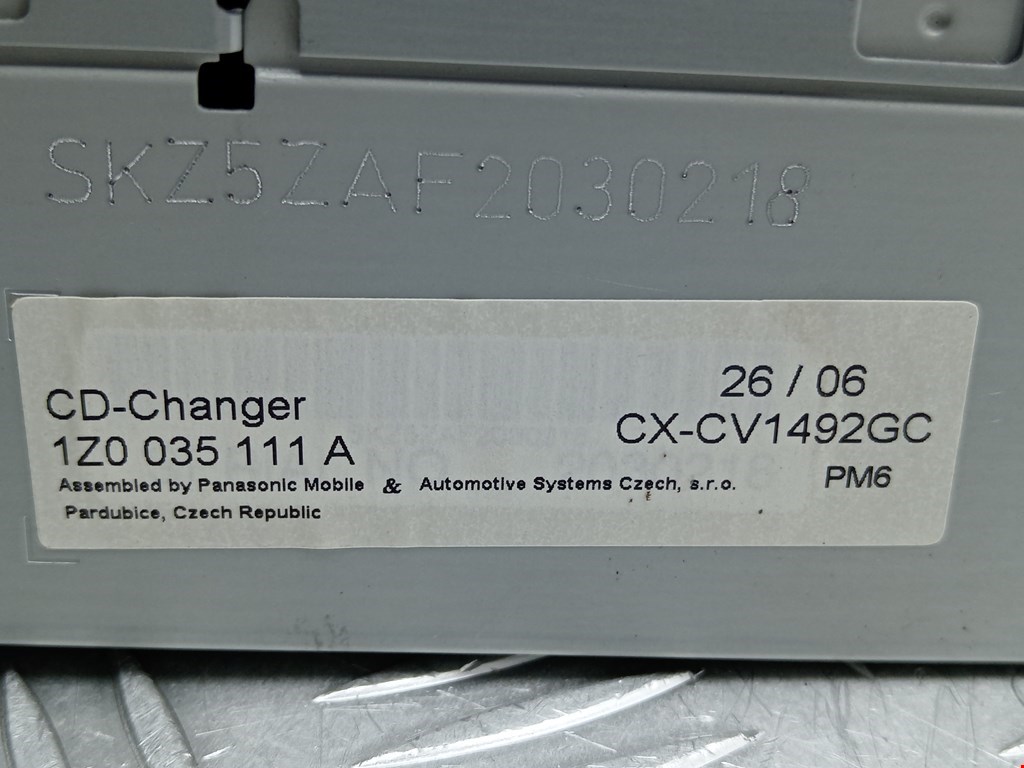 SKZ5ZAF2030218
26 / 06
CD-Changer
CX-CV1492GC
1Z0 035 111 A
PM6
Assembled by Panasonic Mobile & Automotive Systems Czech, s.r.o.
Pardubice, Czech Republic